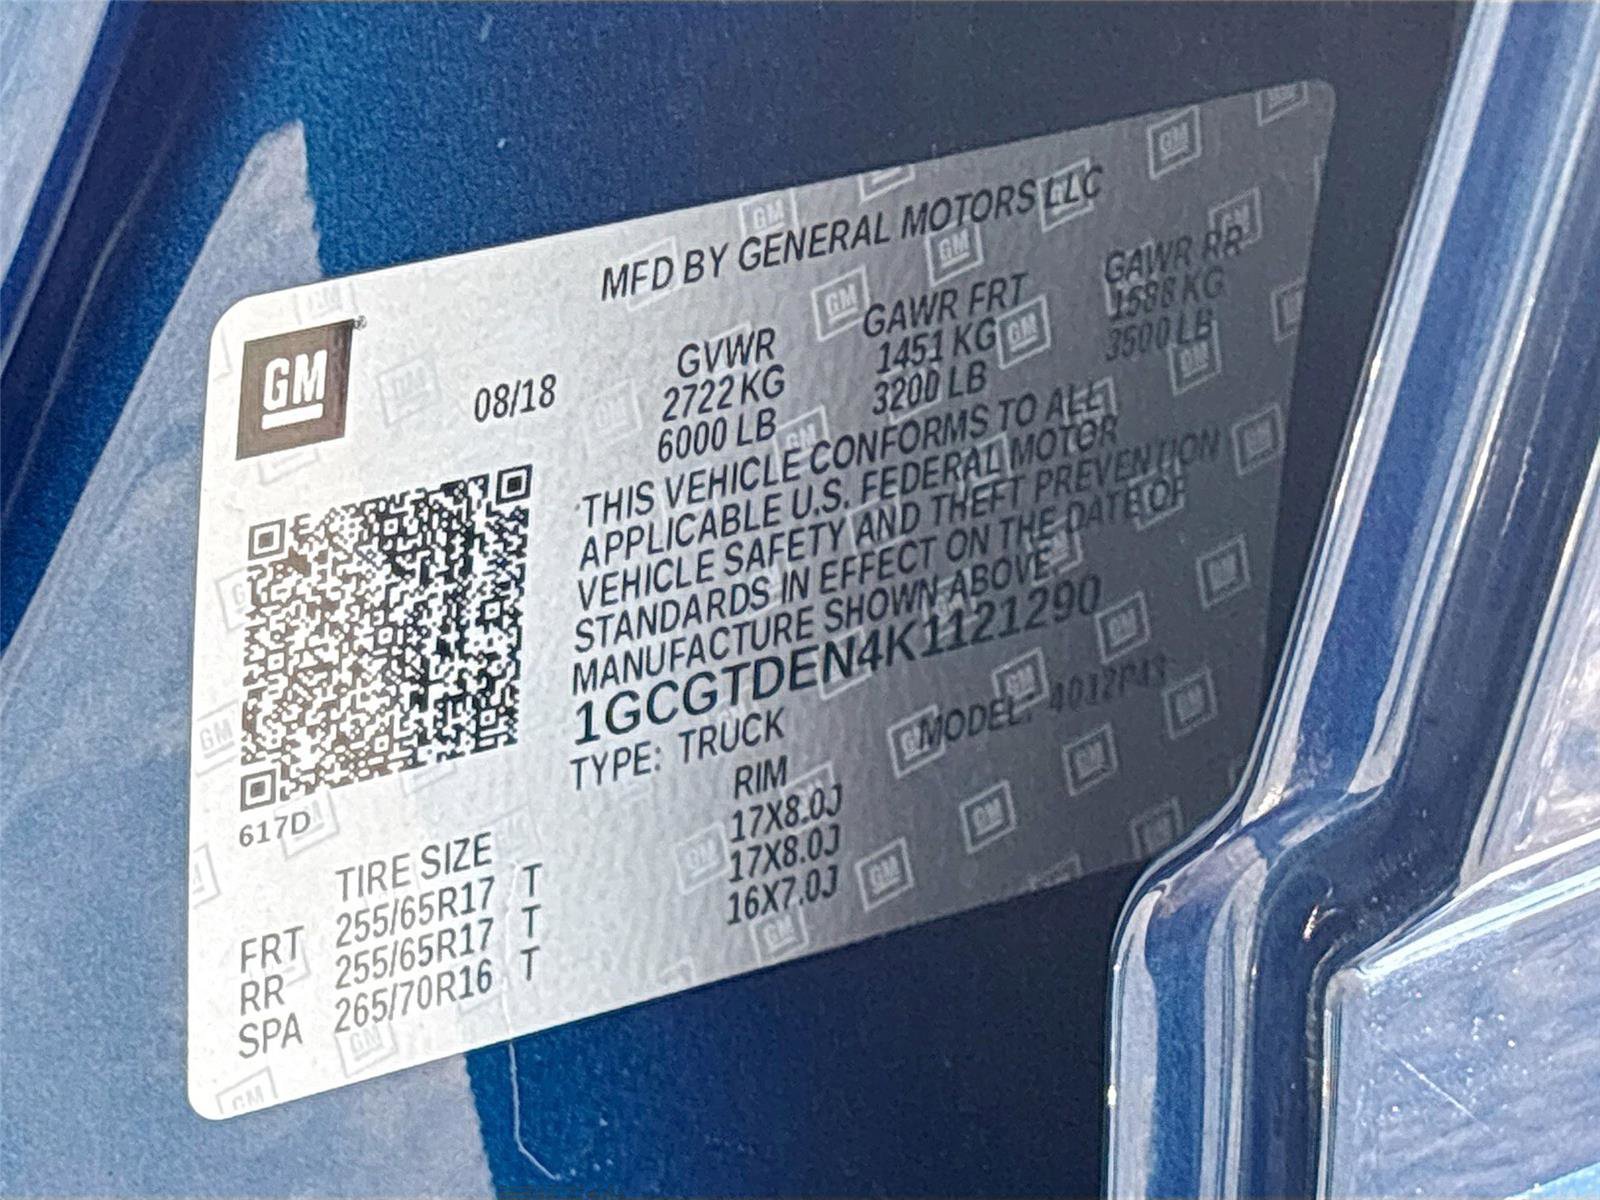 MFD BY GENERAL MOTORS LLC
GM
08/18
GVWR GAWR FRT GAWR RR
2722 KG 1451 KG 1588 KG
6000 LB 3200 LB 3500 LB
THIS VEHICLE CONFORMS TO ALL
APPLICABLE U.S. FEDERAL MOTOR
VEHICLE SAFETY AND THEFT PREVENTION
STANDARDS IN EFFECT ON THE DATE OF
MANUFACTURE SHOWN ABOVE.
1GCGTDEN4K1121290
TYPE: TRUCK MODEL:
617D
TIRE SIZE RIM
FRT 255/65R17 T 17X8.0J
RR 255/65R17 T 17X8.0J
SPA 265/70R16 T 16X7.0J